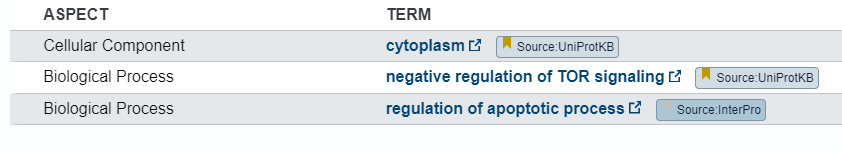 ASPECT TERM
Cellular Component cytoplasm Source:UniProtKB
Biological Process negative regulation of TOR signaling Source:UniProtKB
Biological Process regulation of apoptotic process Source:InterPro